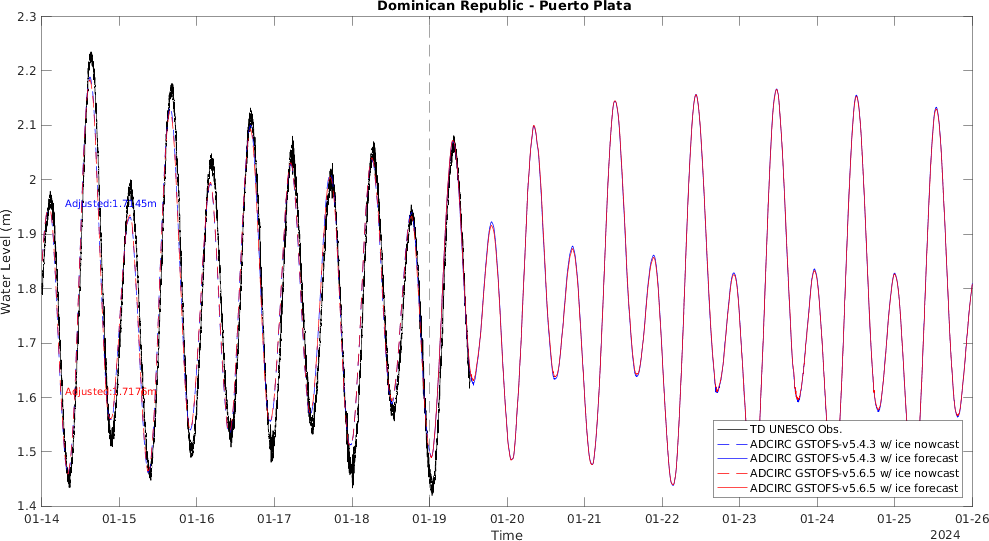 Dominican Republic - Puerto Plata
2.3
2.2
2.1
2
1.9
1.8
1.7
1.6
1.5
1.4
Water Level (m)
Adjusted:1.7145m
Adjusted:1.7176m
TD UNESCO Obs.
ADCIRC GSTOFS-v5.4.3 w/ ice nowcast
ADCIRC GSTOFS-v5.4.3 w/ ice forecast
ADCIRC GSTOFS-v5.6.5 w/ ice nowcast
ADCIRC GSTOFS-v5.6.5 w/ ice forecast
01-14 01-15 01-16 01-17 01-18 01-19 01-20 01-21 01-22 01-23 01-24 01-25 01-26
Time
2024